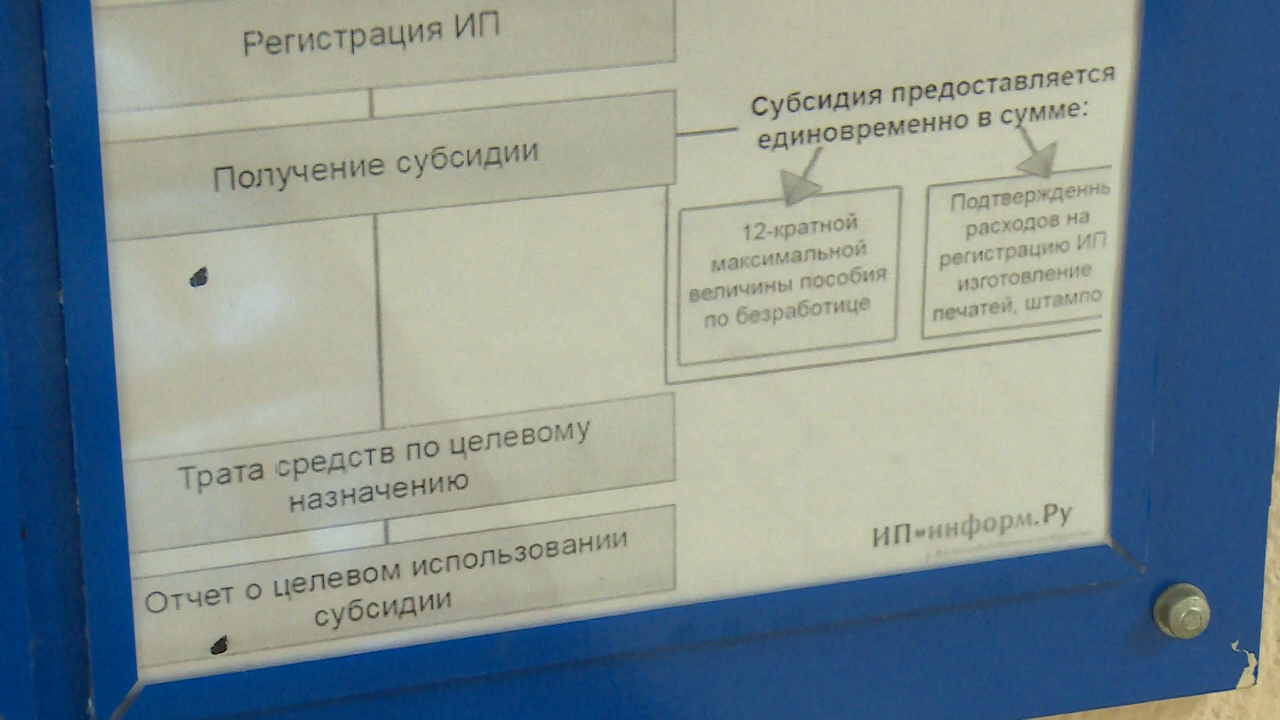 Регистрация ИП
Получение субсидии
Субсидия предоставляется
единовременно в сумме:
12-кратной
максимальной
величины пособия
по безработице
Подтвержденнь
расходов на
регистрацию ИП
изготовление
печатей, штампо
Трата средств по целевому
назначению
Отчет о целевом использовании
субсидии
ИП-информ.Ру